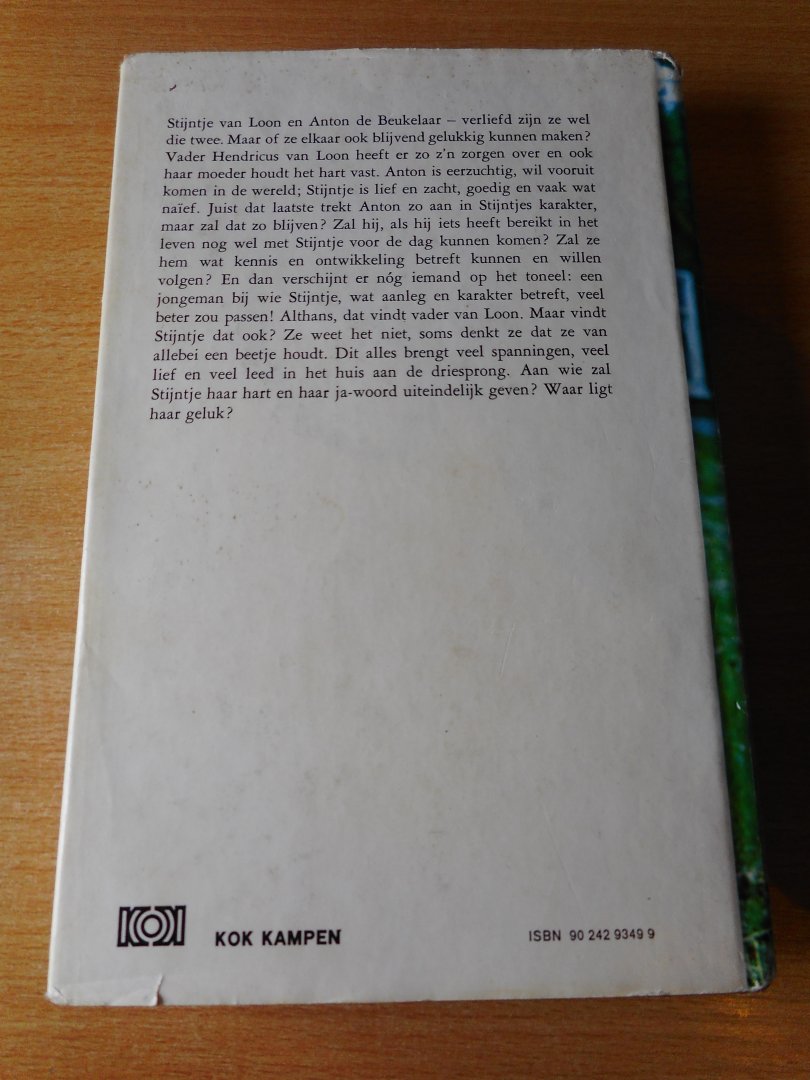 Stijntje van Loon en Anton de Beukelaar – verliefd zijn ze wel
die twee. Maar of ze elkaar ook blijvend gelukkig kunnen maken?
Vader Hendricus van Loon heeft er zo z'n zorgen over en ook
haar moeder houdt het hart vast. Anton is eerzuchtig, wil vooruit
komen in de wereld; Stijntje is lief en zacht, goedig en vaak wat
naïef. Juist dat laatste trekt Anton zo aan in Stijntjes karakter,
maar zal dat zo blijven? Zal hij, als hij iets heeft bereikt in het
leven nog wel met Stijntje voor de dag kunnen komen? Zal ze
hem wat kennis en ontwikkeling betreft kunnen en willen
volgen? En dan verschijnt er nóg iemand op het toneel: een
jongeman bij wie Stijntje, wat aanleg en karakter betreft, veel
beter zou passen! Althans, dat vindt vader van Loon. Maar vindt
Stijntje dat ook? Ze weet het niet, soms denkt ze dat ze van
allebei een beetje houdt. Dit alles brengt veel spanningen, veel
lief en veel leed in het huis aan de driesprong. Aan wie zal
Stijntje haar hart en haar ja-woord uiteindelijk geven? Waar ligt
haar geluk?
KOK
KOK KAMPEN
ISBN 90 242 9349 9